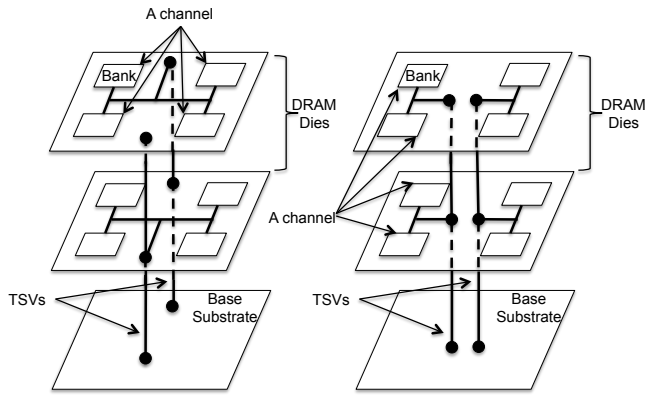 A channel
Bank
DRAM
Dies
TSVs
Base
Substrate
Bank
DRAM
Dies
A channel
TSVs
Base
Substrate